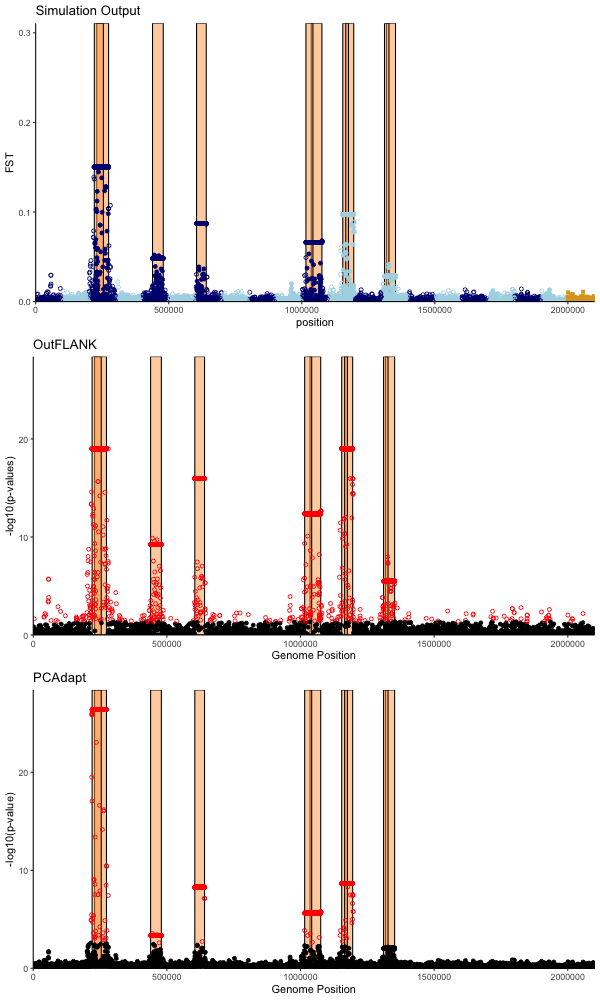 Simulation Output
0.3
0.2
0.1
0.0
FST
0 500000 1000000 1500000 2000000
position
OutFLANK
20
10
0
-log10(p-values)
0 500000 1000000 1500000 2000000
Genome Position
PCAdapt
20
10
0
-log10(p-value)
0 500000 1000000 1500000 2000000
Genome Position